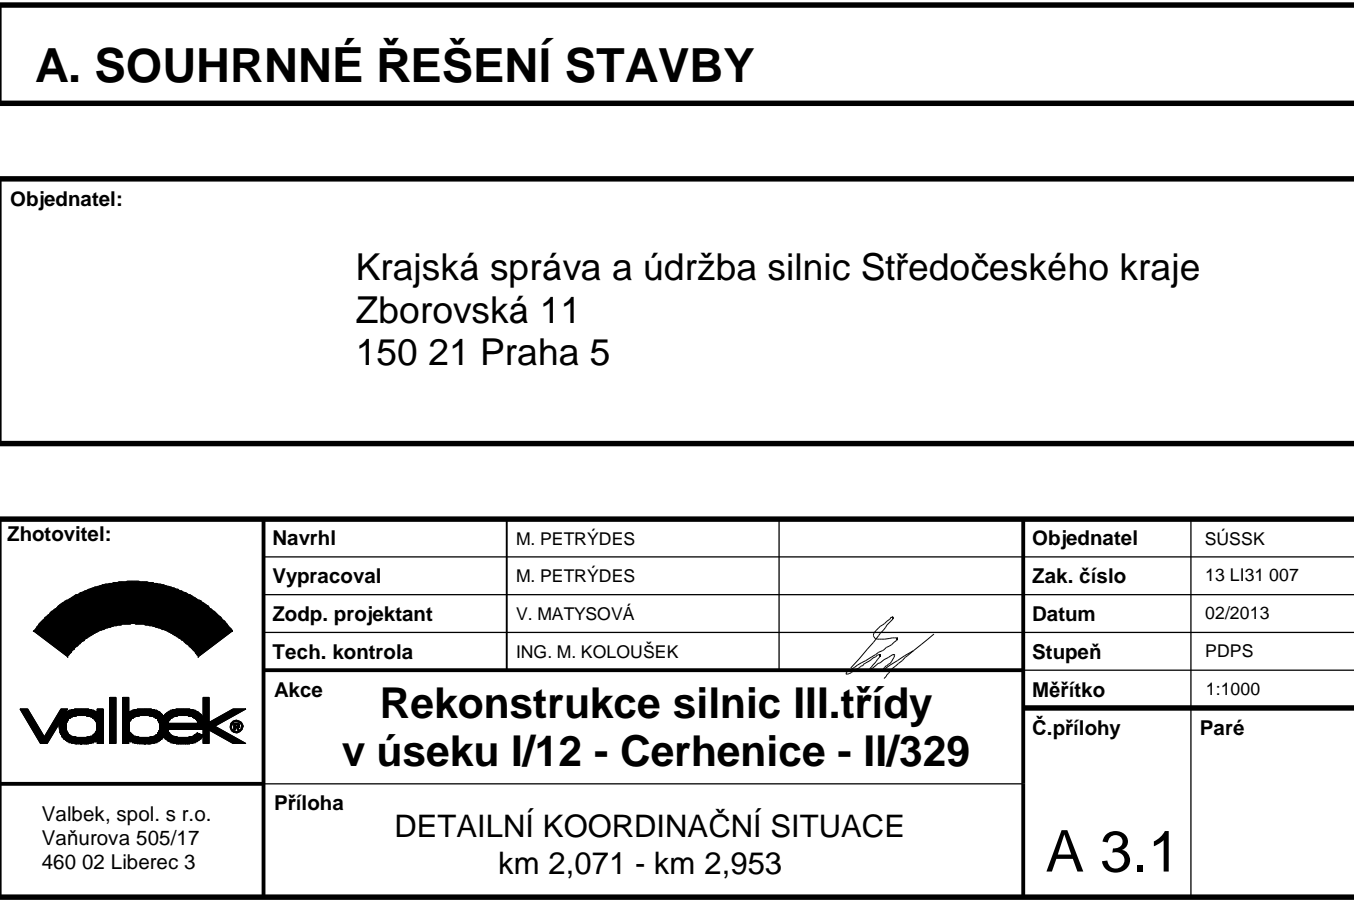 A. SOUHRNNÉ ŘEŠENÍ STAVBY
Objednatel:
Krajská správa a údržba silnic Středočeského kraje
Zborovská 11
150 21 Praha 5
Zhotovitel:
valbek®
Valbek, spol. s r.o.
Vaňurova 505/17
460 02 Liberec 3
Navrhl M. PETRÝDES
Vypracoval M. PETRÝDES
Zodp. projektant V. MATYSOVÁ
Tech. kontrola ING. M. KOLOUŠEK
Akce
Rekonstrukce silnic III.třídy
v úseku I/12 - Cerhenice - II/329
Příloha
DETAILNÍ KOORDINAČNÍ SITUACE
km 2,071 - km 2,953
Objednatel SÚSSK
Zak. číslo 13 LI31 007
Datum 02/2013
Stupeň PDPS
Měřítko 1:1000
Č.přílohy Paré
A 3.1